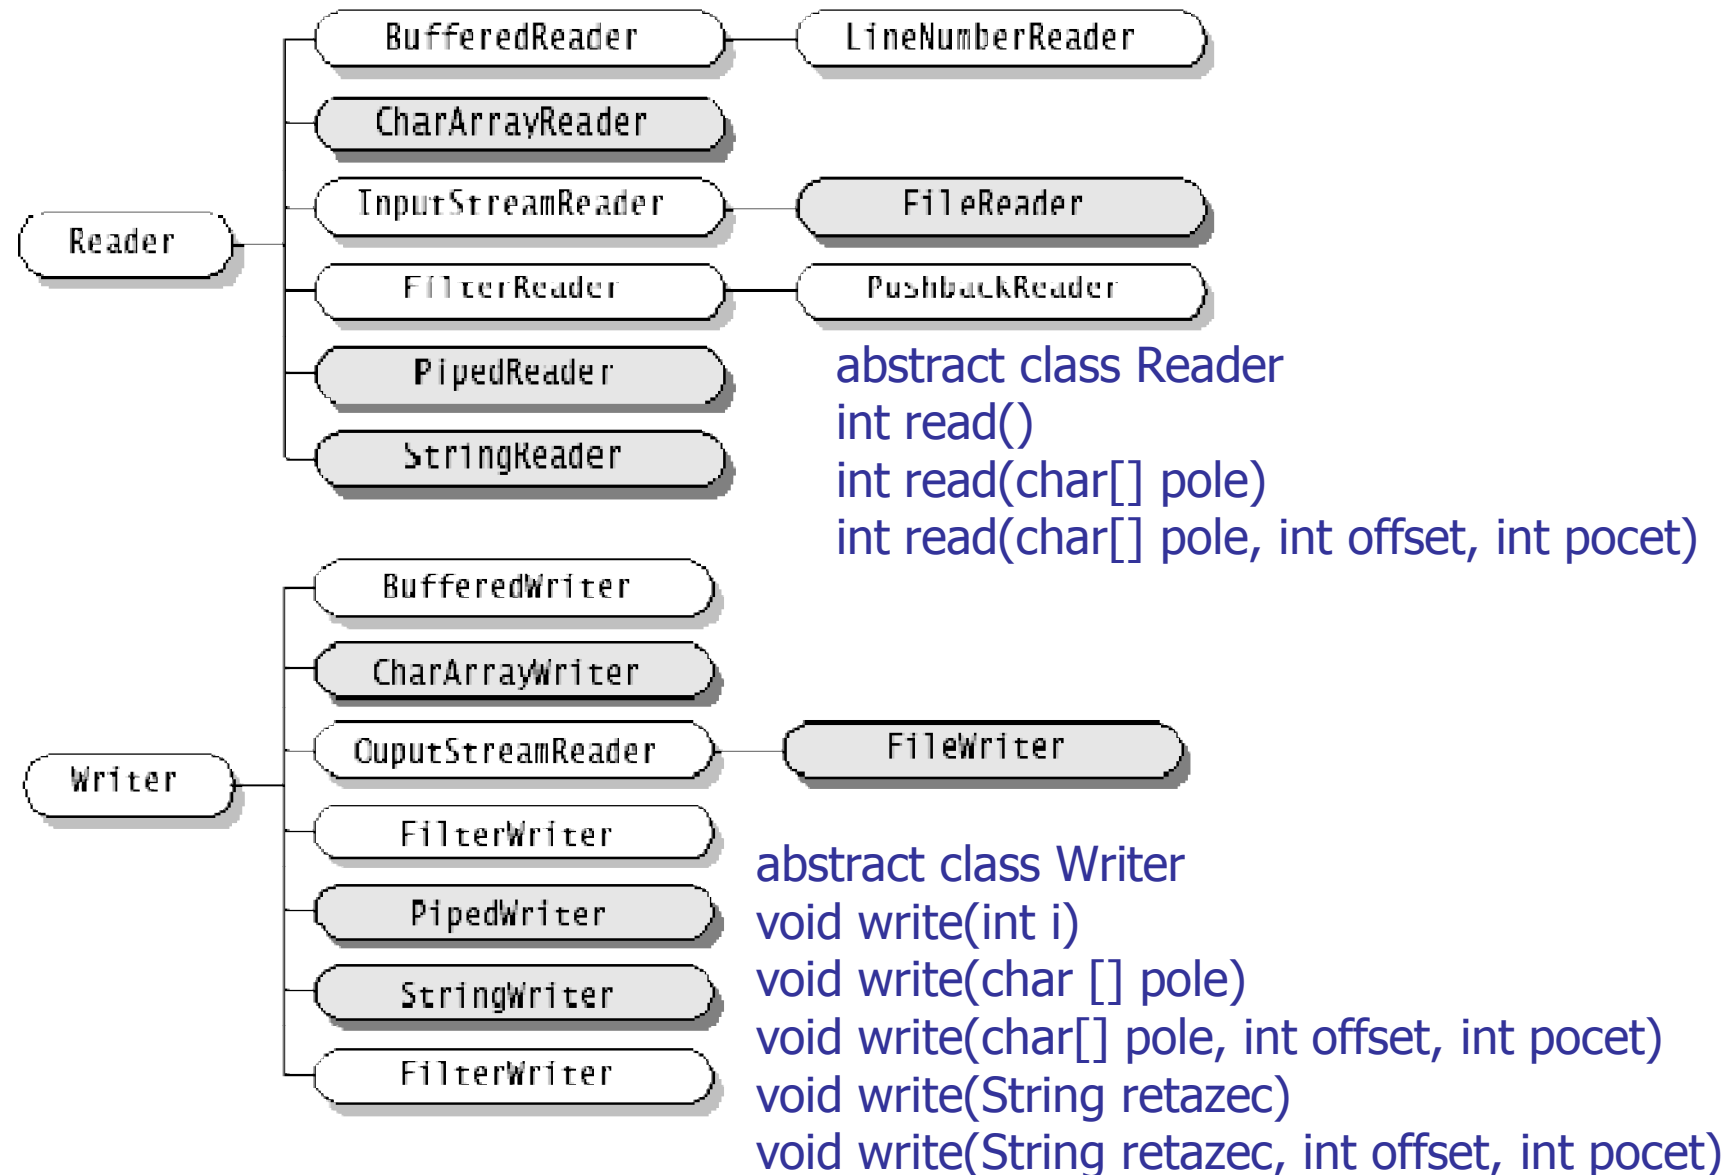 BufferedReader
LineNumberReader
CharArrayReader
InputStreamReader
FileReader
Reader
FilterReader
PushbackReader
PipedReader
StringReader
abstract class Reader
int read()
int read(char[] pole)
int read(char[] pole, int offset, int pocet)
BufferedWriter
CharArrayWriter
OuputStreamReader
FileWriter
Writer
FilterWriter
PipedWriter
StringWriter
FilterWriter
abstract class Writer
void write(int i)
void write(char [] pole)
void write(char[] pole, int offset, int pocet)
void write(String retazec)
void write(String retazec, int offset, int pocet)